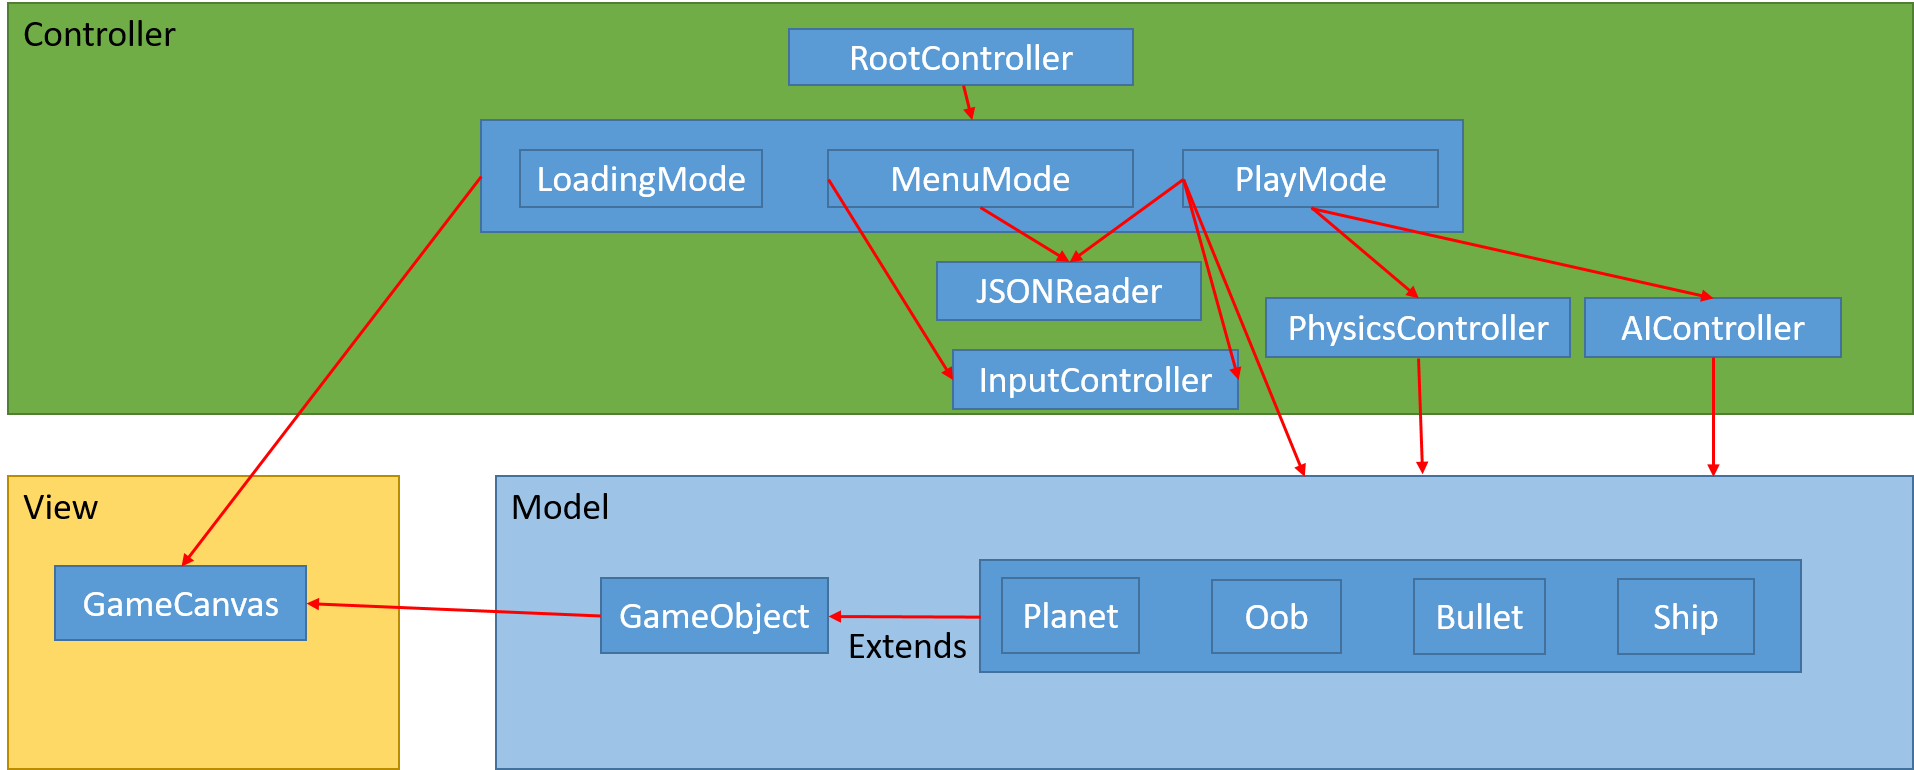 Controller
RootController
LoadingMode
MenuMode
PlayMode
JSONReader
PhysicsController
AIController
InputController
View
GameCanvas
Model
GameObject
Extends
Planet
Oob
Bullet
Ship